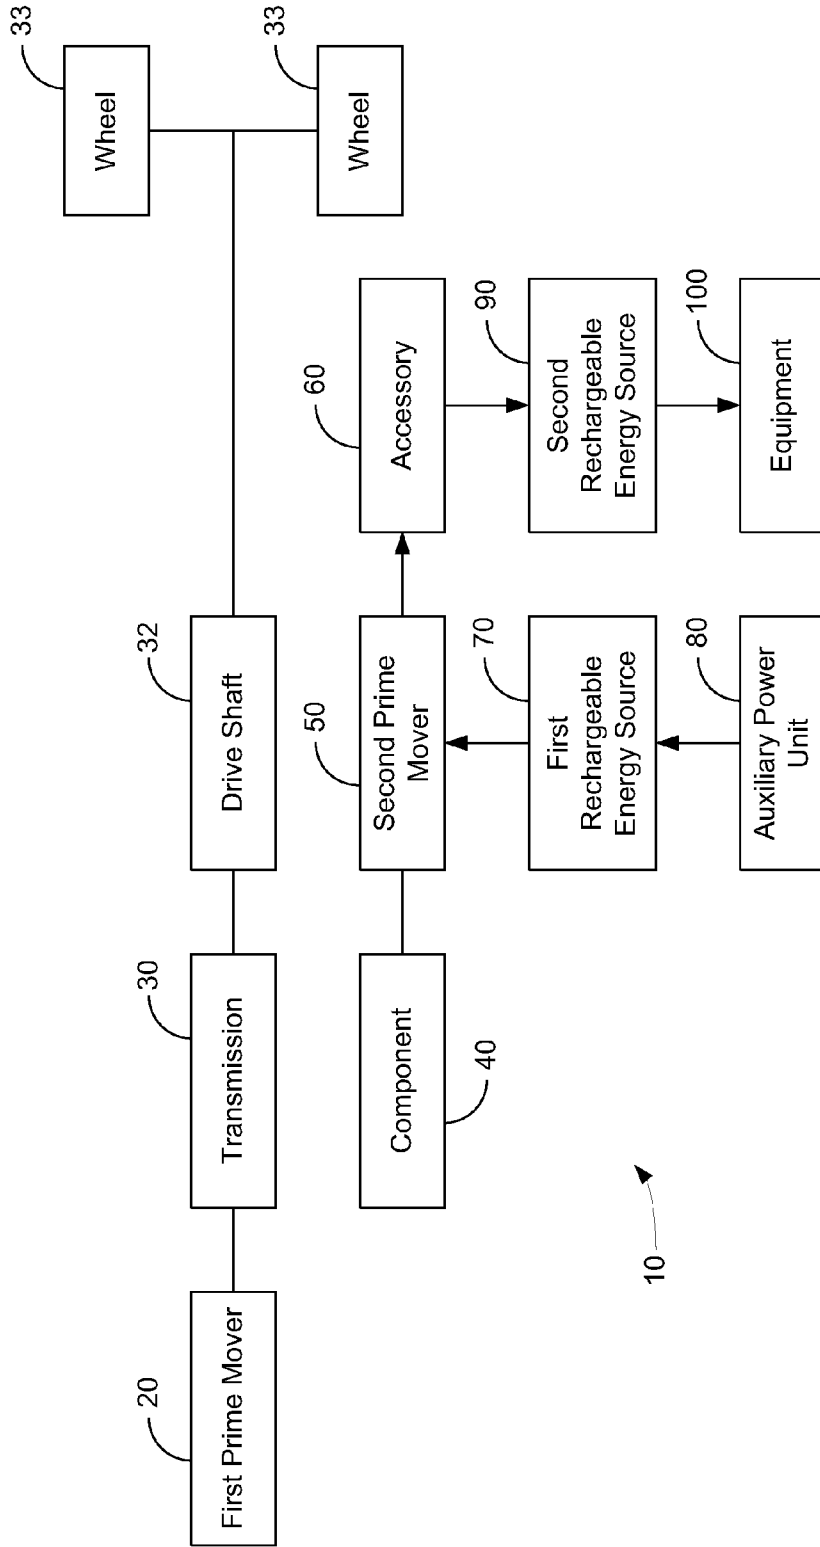 33
Wheel
33
Wheel
20
First Prime Mover
30
Transmission
32
Drive Shaft
40
Component
50
Second Prime
Mover
60
Accessory
70
First
Rechargeable
Energy Source
90
Second
Rechargeable
Energy Source
80
Auxiliary Power
Unit
100
Equipment
10